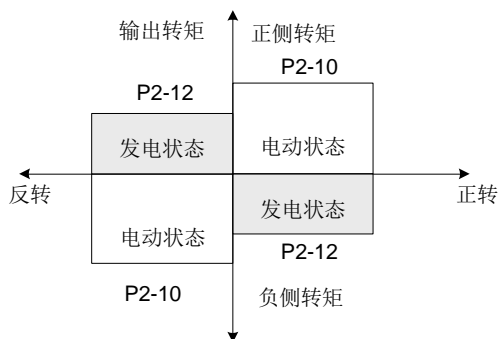 输出转矩
正侧转矩
P2-10
P2-12
发电状态
电动状态
反转
正转
电动状态
发电状态
P2-12
P2-10
负侧转矩